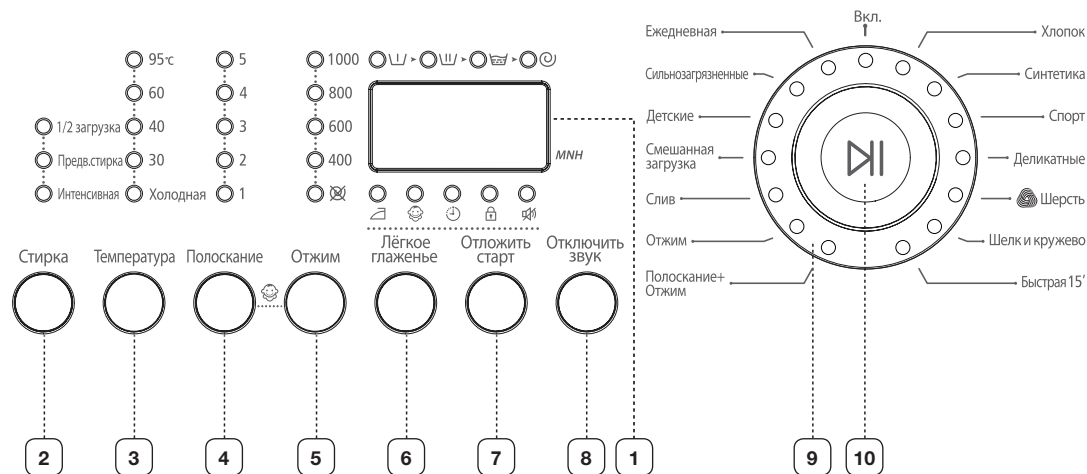 95℃
60
40
30
Холодная
1/2 загрузка
Предв.стирка
Интенсивная
5
4
3
2
1
1000
800
600
400
MNH
Стирка
Температура
Полоскание
Отжим
Лёгкое
глаженье
Отложить
старт
Отключить
звук
Вкл.
Ежедневная
Сильнозагрязненные
Детские
Смешанная
загрузка
Слив
Отжим
Полоскание+
Отжим
Хлопок
Синтетика
Спорт
Деликатные
Шерсть
Шелк и кружево
Быстрая 15’
2
3
4
5
6
7
8
1
9
10